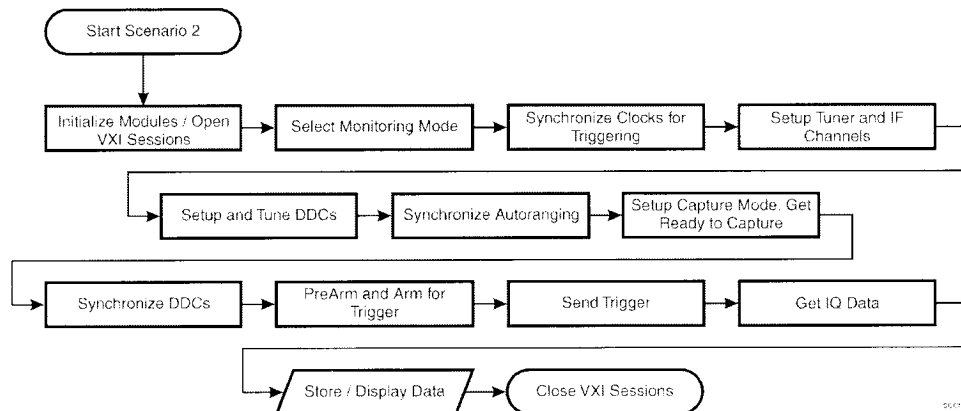 Start Scenario 2
Initialize Modules / Open
VXI Sessions
Select Monitoring Mode
Synchronize Clocks for
Triggering
Setup Tuner and IF
Channels
Setup and Tune DDCs
Synchronize Autoranging
Setup Capture Mode. Get
Ready to Capture
Synchronize DDCs
PreArm and Arm for
Trigger
Send Trigger
Get IQ Data
Store / Display Data
Close VXI Sessions